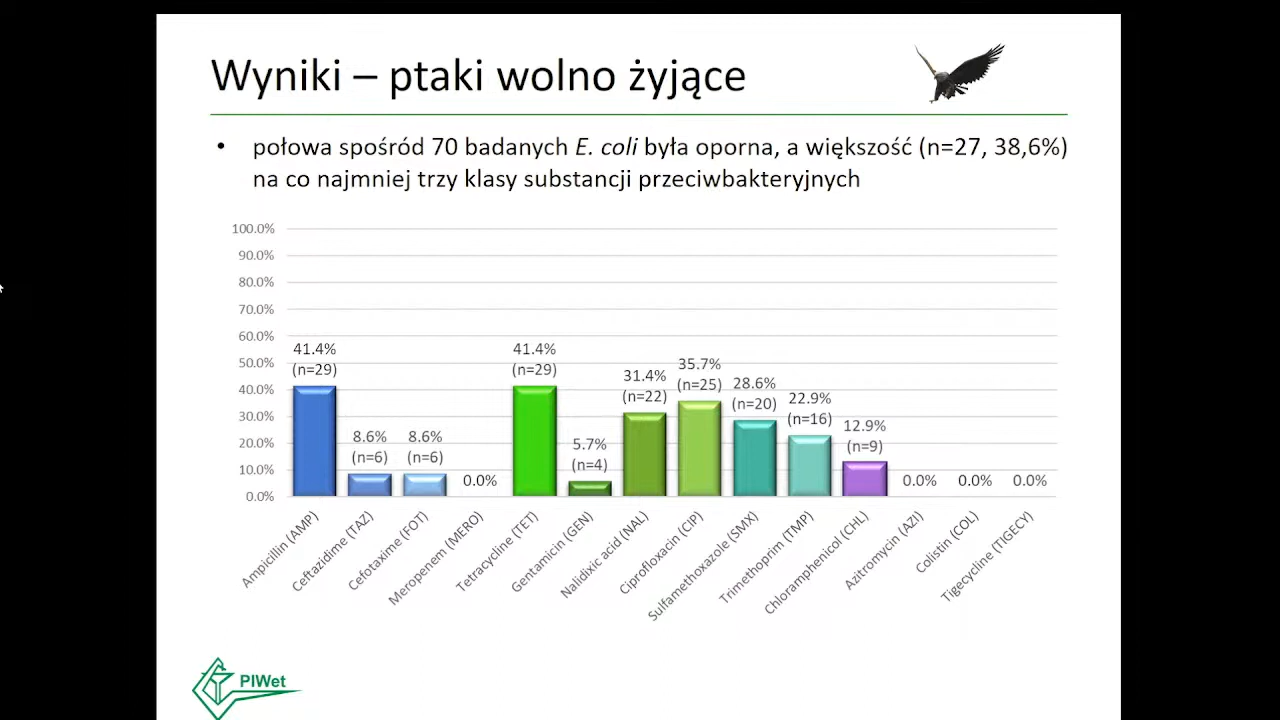 Wyniki – ptaki wolno żyjące
• połowa spośród 70 badanych E. coli była oporna, a większość (n=27, 38,6%)
na co najmniej trzy klasy substancji przeciwbakteryjnych
100.0%
90.0%
80.0%
70.0%
60.0%
50.0%
40.0%
30.0%
20.0%
10.0%
0.0%
41.4%
(n=29)
8.6%
(n=6)
8.6%
(n=6)
0.0%
41.4%
(n=29)
5.7%
(n=4)
31.4%
(n=22)
35.7%
(n=25)
28.6%
(n=20)
22.9%
(n=16)
12.9%
(n=9)
0.0%
0.0%
0.0%
Ampicillin (AMP)
Ceftazidime (TAZ)
Cefotaxime (FOT)
Meropenem (MERO)
Tetracycline (TET)
Gentamicin (GEN)
Nalidixic acid (NAL)
Ciprofloxacin (CIP)
Sulfamethoxazole (SMX)
Trimethoprim (TMP)
Chloramphenicol (CHL)
Azitromycin (AZI)
Colistin (COL)
Tigecycline (TIGECY)
PIWet